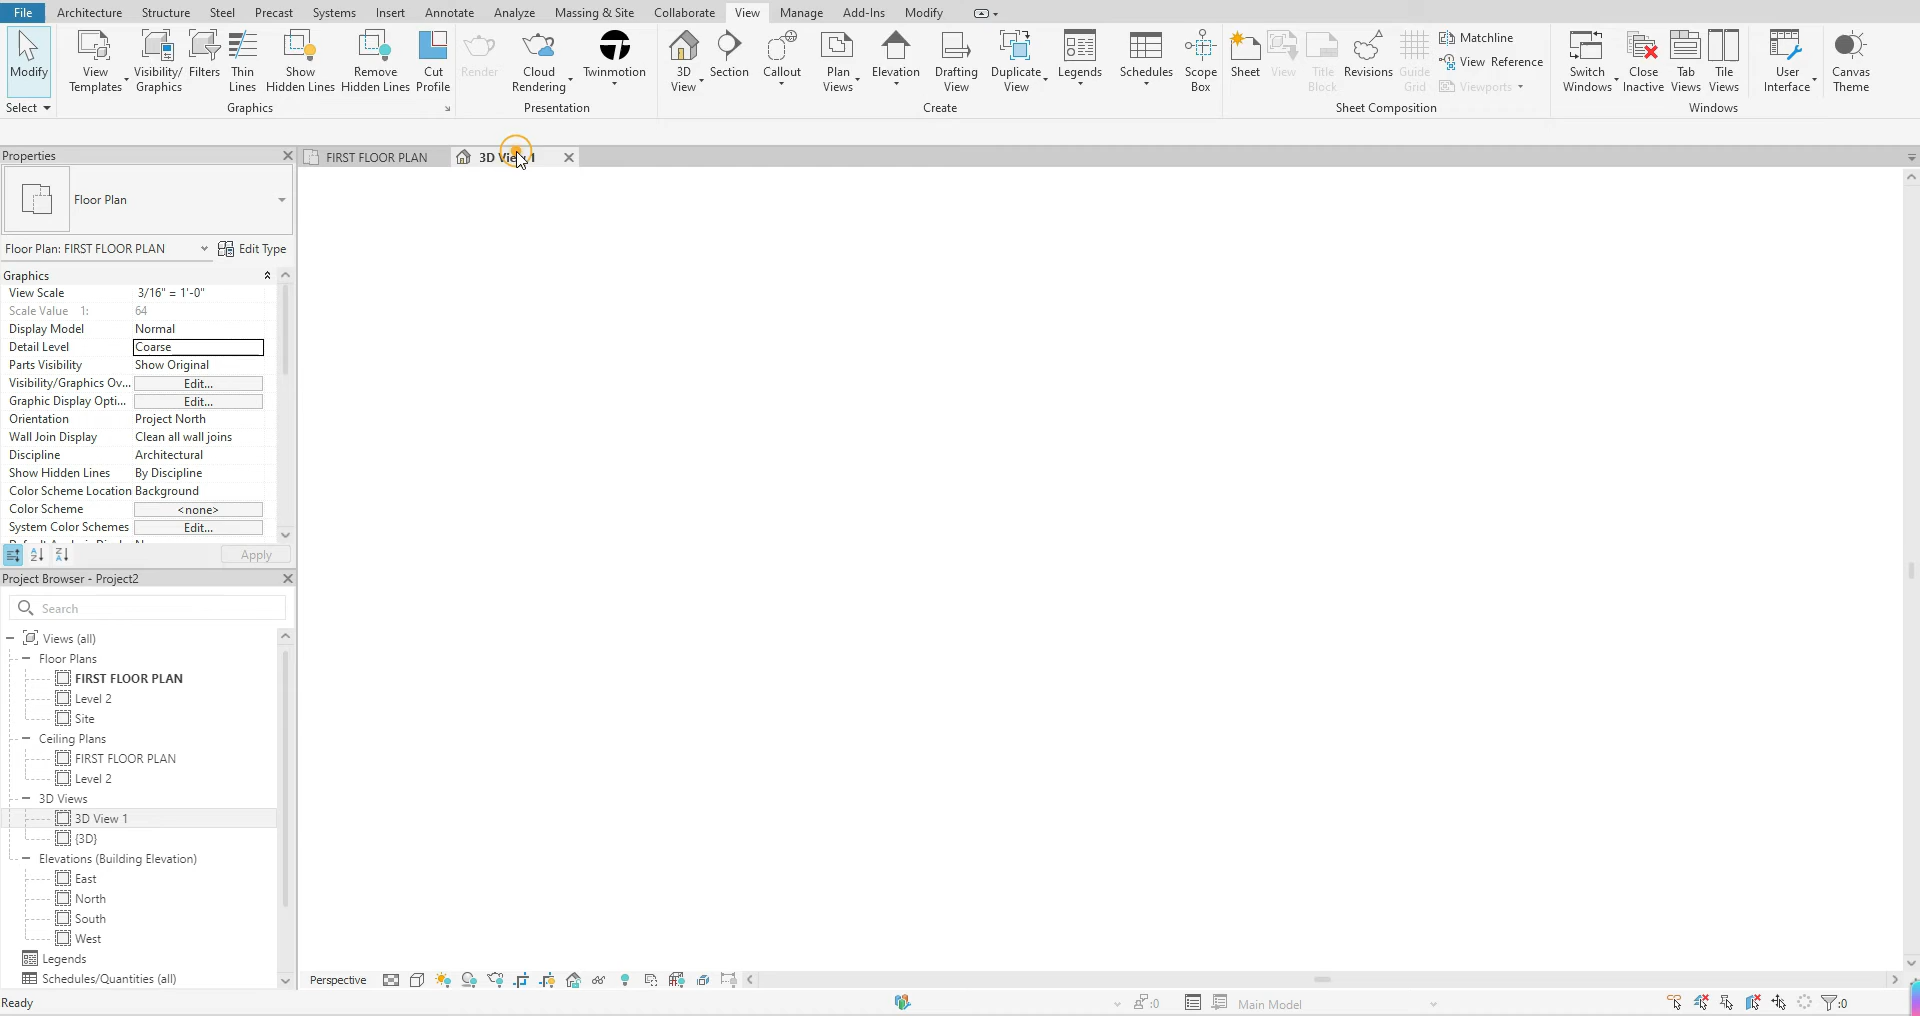 File Architecture Structure Steel Precast Systems Insert Annotate Analyze Massing & Site Collaborate View Manage Add-Ins Modify
Modify
View Templates
Visibility/ Graphics
Filters
Thin Lines
Show Hidden Lines
Remove Hidden Lines
Cut Profile
Render
Cloud Rendering
Twinmotion
3D View
Section
Callout
Plan Views
Elevation
Drafting View
Duplicate View
Legends
Schedules
Scope Box
Sheet
View
Title Block
Revisions
Guide Grid
Matchline
View Reference
Viewports
Switch Windows
Close Inactive
Tab Views
Tile Views
User Interface
Canvas Theme
Select Graphics Presentation Create Sheet Composition Windows
Properties
FIRST FLOOR PLAN
Floor Plan
Floor Plan: FIRST FLOOR PLAN Edit Type
Graphics
View Scale 3/16" = 1'-0"
Scale Value 1: 64
Display Model Normal
Detail Level Coarse
Parts Visibility Show Original
Visibility/Graphics Ov... Edit...
Graphic Display Opti... Edit...
Orientation Project North
Wall Join Display Clean all wall joins
Discipline Architectural
Show Hidden Lines By Discipline
Color Scheme Location Background
Color Scheme <none>
System Color Schemes Edit...
Apply
Project Browser - Project2
Search
Views (all)
Floor Plans
FIRST FLOOR PLAN
Level 2
Site
Ceiling Plans
FIRST FLOOR PLAN
Level 2
3D Views
3D View 1
{3D}
Elevations (Building Elevation)
East
North
South
West
Legends
Schedules/Quantities (all)
Perspective
Ready
:0
Main Model
:0